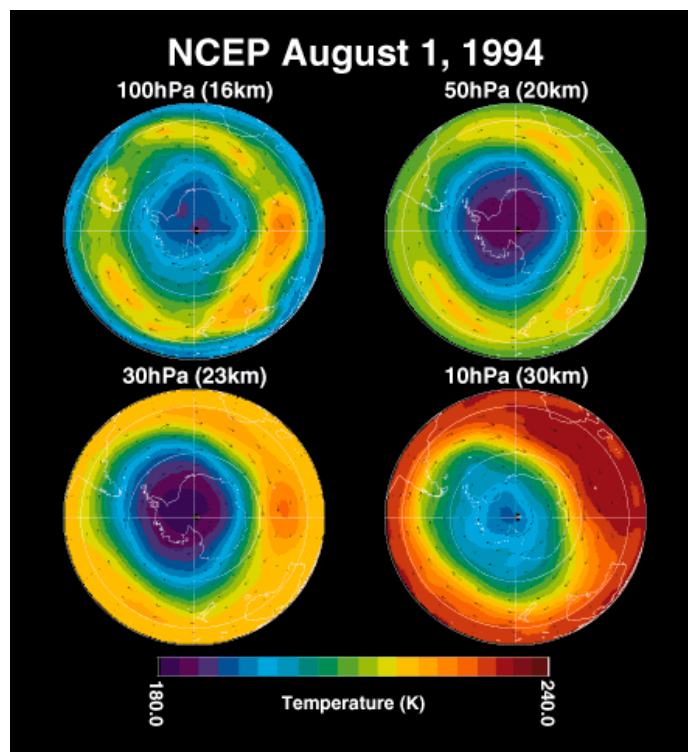 NCEP August 1, 1994
100hPa (16km)
50hPa (20km)
30hPa (23km)
10hPa (30km)
180.0
Temperature (K)
240.0